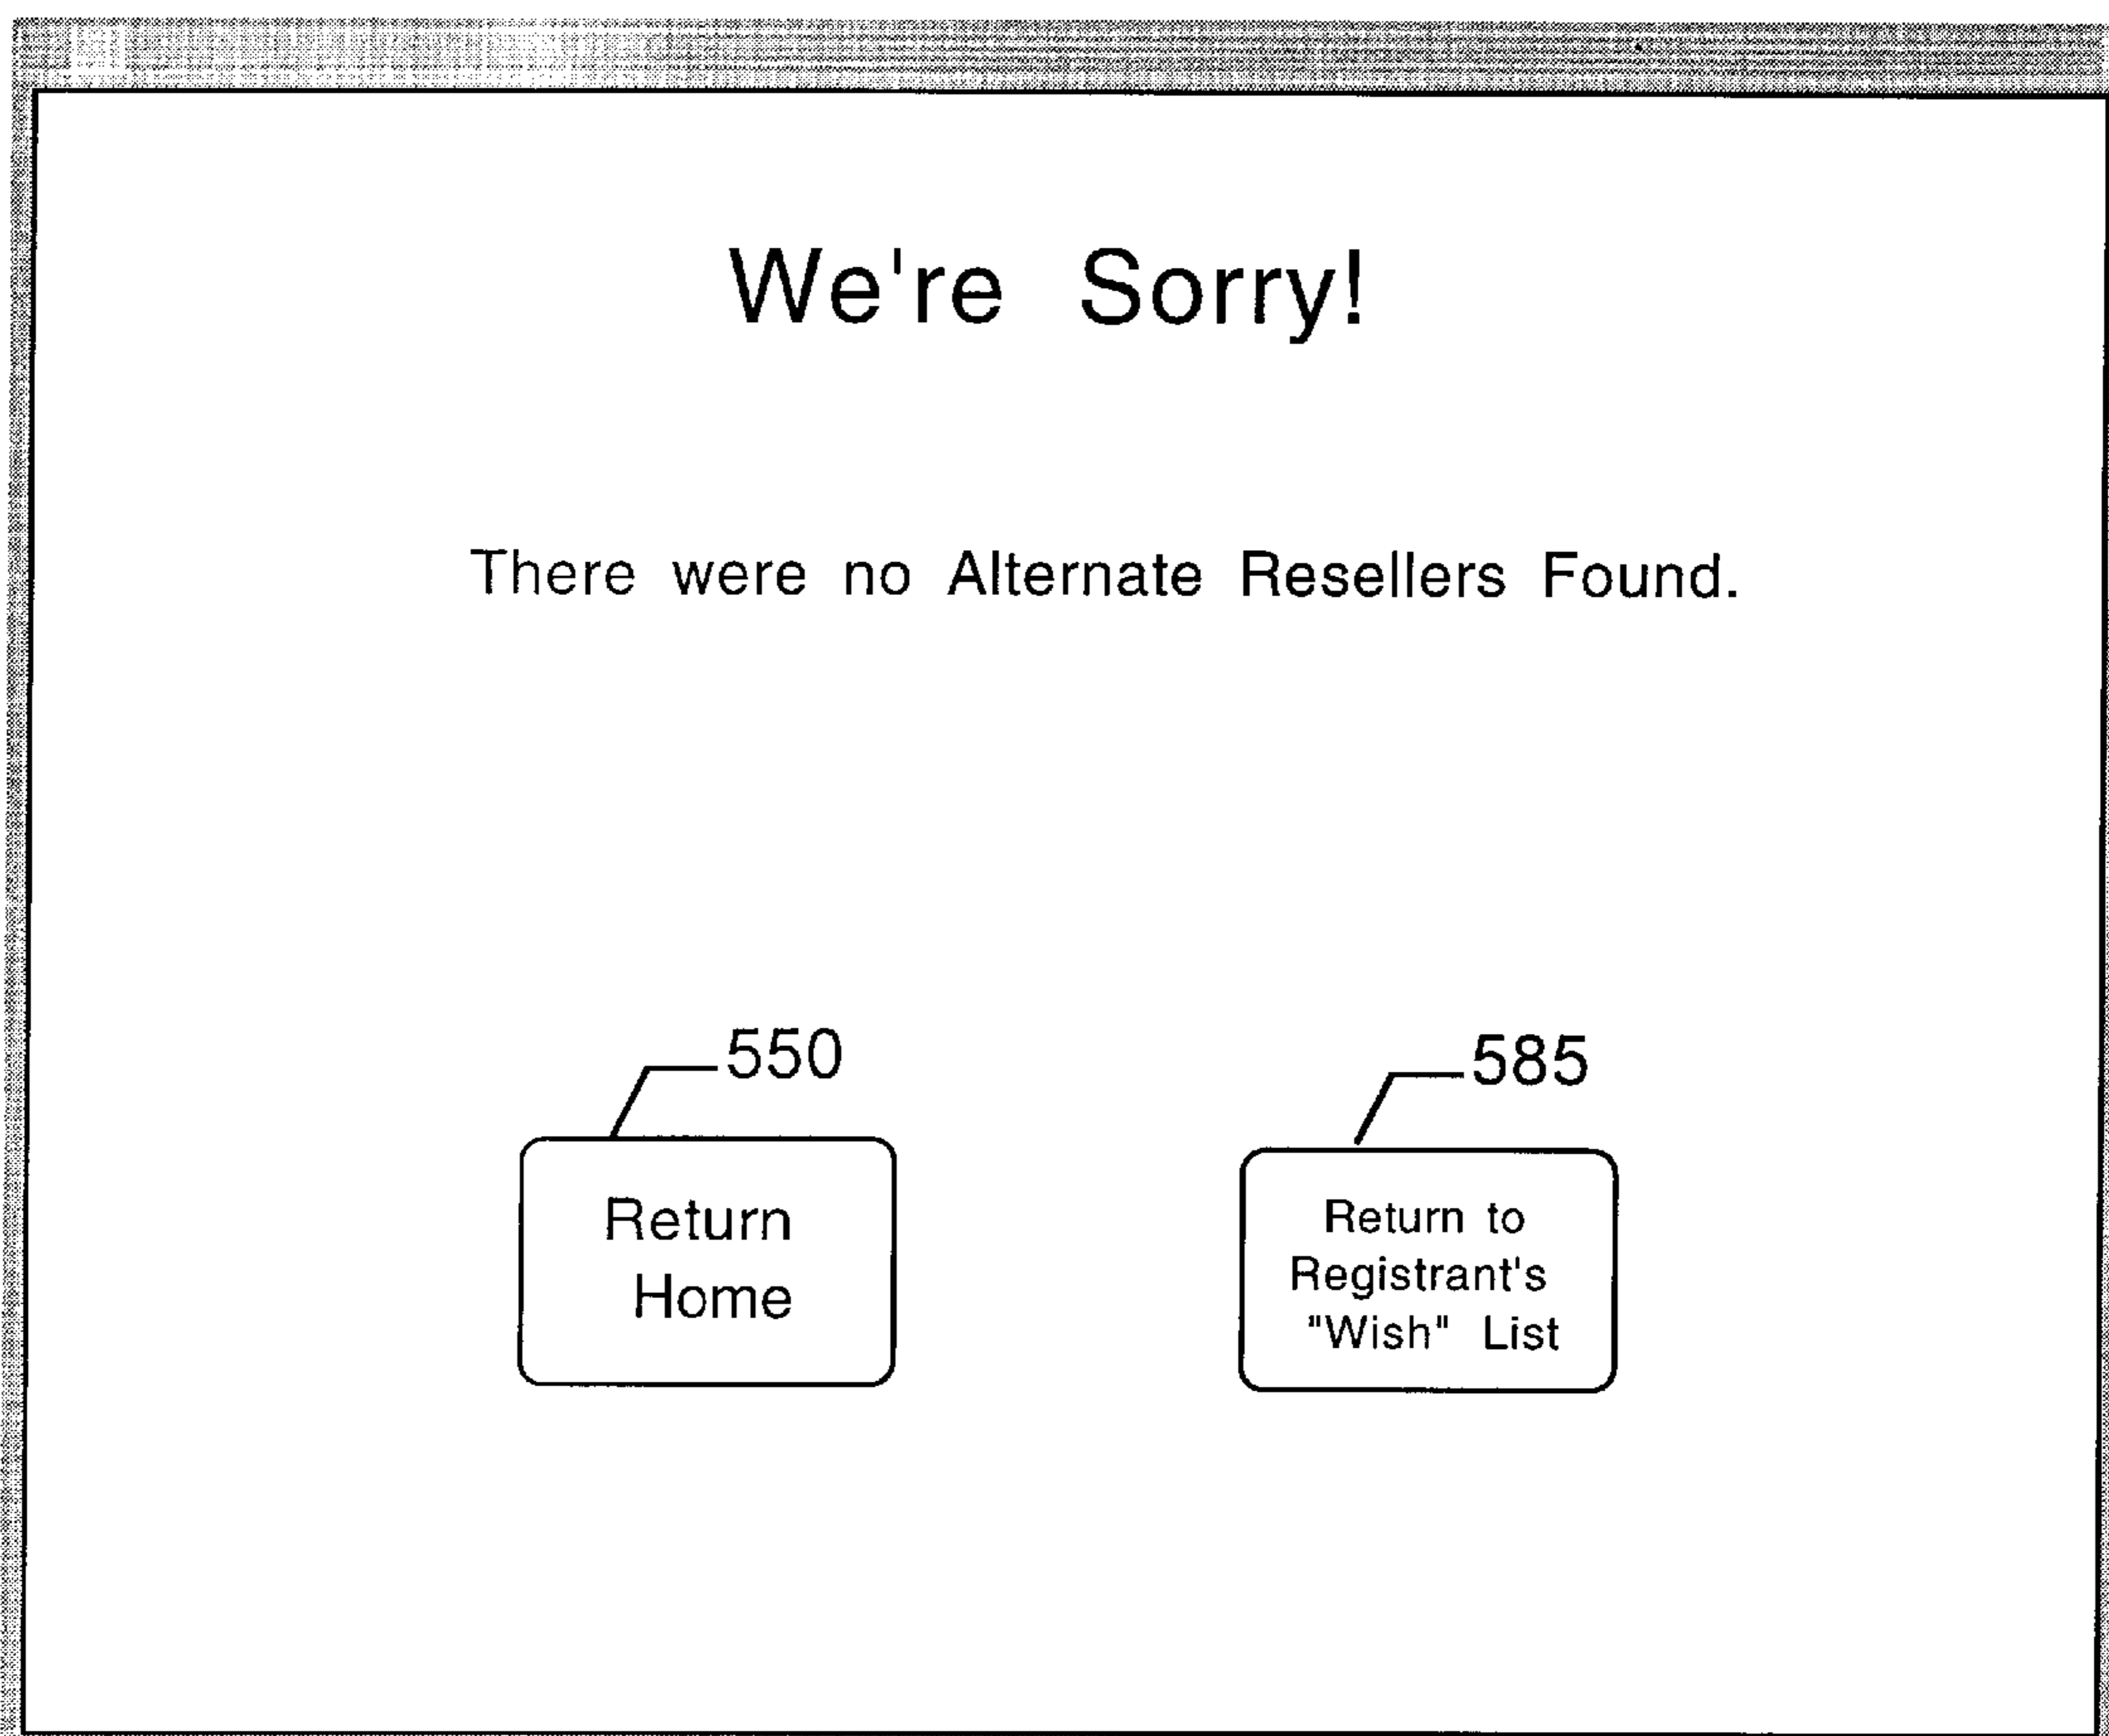 We're Sorry!
There were no Alternate Resellers Found.
550
585
Return
Home
Return to
Registrant's
"Wish" List